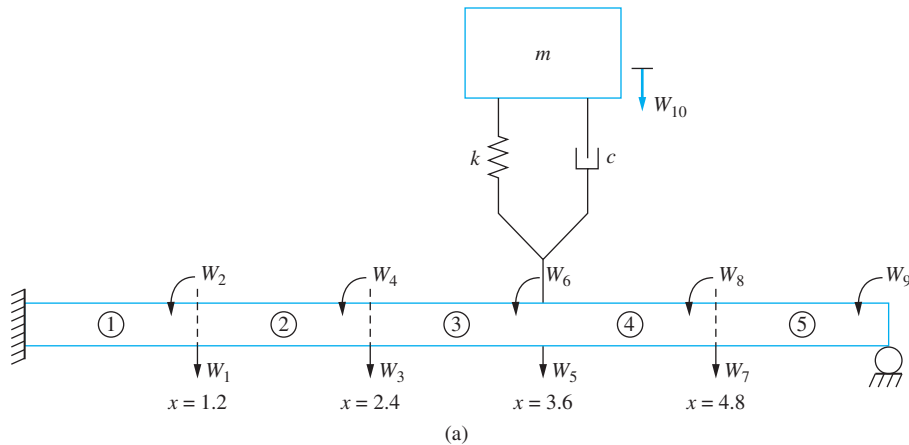 m
W10
k
c
W2
W4
W6
W8
W9
1
2
3
4
5
W1
W3
W5
W7
x = 1.2
x = 2.4
x = 3.6
x = 4.8
(a)